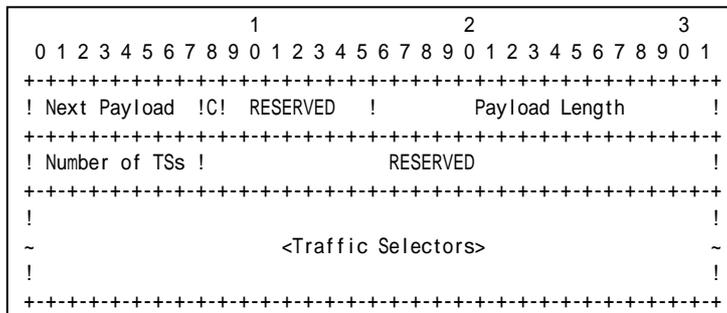 1                   2                   3
 0 1 2 3 4 5 6 7 8 9 0 1 2 3 4 5 6 7 8 9 0 1 2 3 4 5 6 7 8 9 0 1
+-+-+-+-+-+-+-+-+-+-+-+-+-+-+-+-+-+-+-+-+-+-+-+-+-+-+-+-+-+-+-+-+
! Next Payload  !C!  RESERVED   !         Payload Length        !
+-+-+-+-+-+-+-+-+-+-+-+-+-+-+-+-+-+-+-+-+-+-+-+-+-+-+-+-+-+-+-+-+
! Number of TSs !                 RESERVED                      !
+-+-+-+-+-+-+-+-+-+-+-+-+-+-+-+-+-+-+-+-+-+-+-+-+-+-+-+-+-+-+-+-+
!                                                               !
~                       <Traffic Selectors>                     ~
!                                                               !
+-+-+-+-+-+-+-+-+-+-+-+-+-+-+-+-+-+-+-+-+-+-+-+-+-+-+-+-+-+-+-+-+